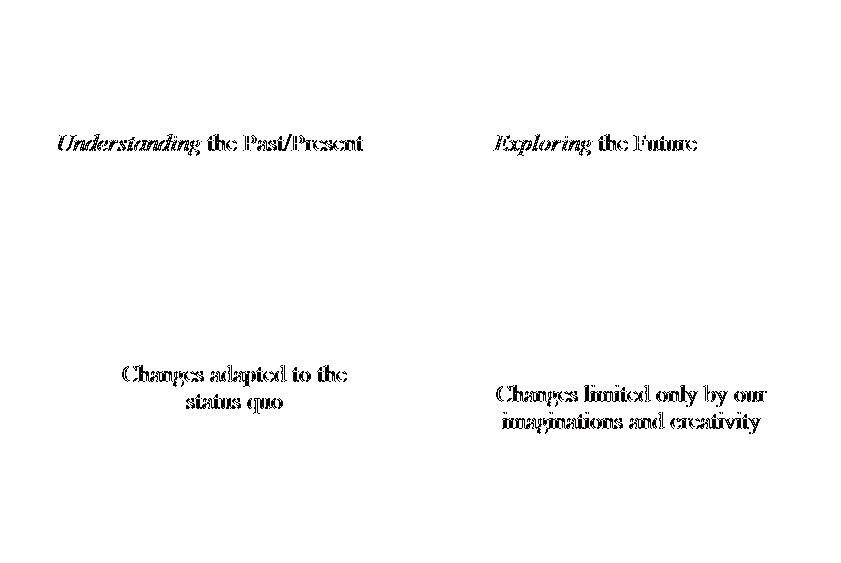 Understanding the Past/Present
Exploring the Future
Changes adapted to the
status quo
Changes limited only by our
imaginations and creativity